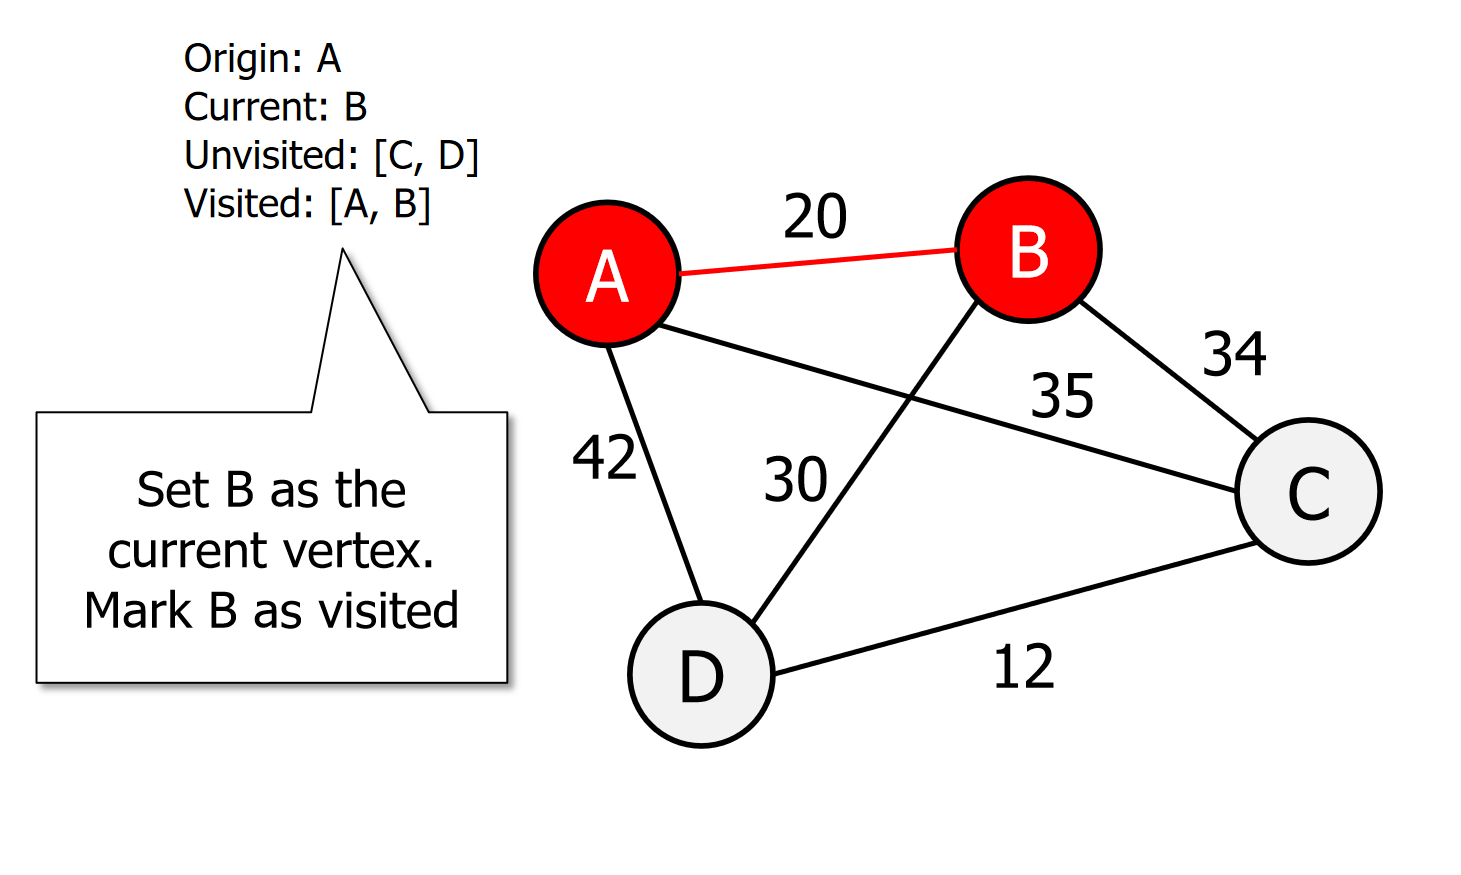 Origin: A
Current: B
Unvisited: [C, D]
Visited: [A, B]
20
B
A
34
35
42
30
C
Set B as the
current vertex.
Mark B as visited
D
12